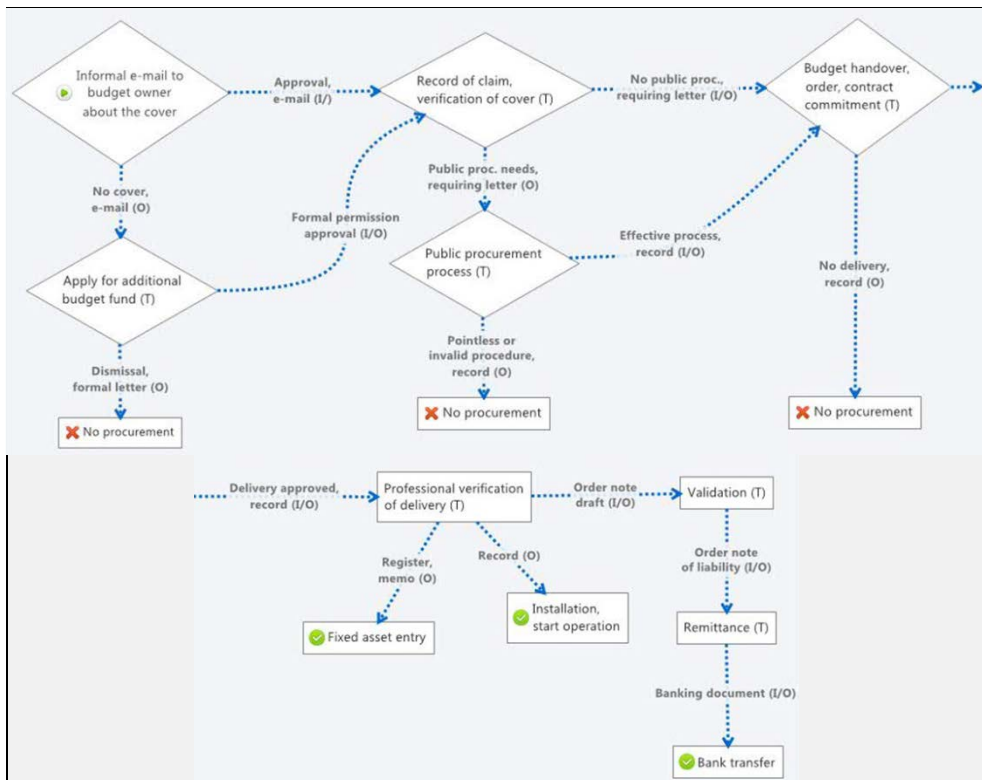 Informal e-mail to
budget owner
about the cover
Approval,
e-mail (I/)
Record of claim,
verification of cover (T)
No public proc.,
requiring letter (I/O)
Budget handover,
order, contract
commitment (T)
No cover,
e-mail (O)
Public proc. needs,
requiring letter (O)
Formal permission
approval (I/O)
Effective process,
record (I/O)
Apply for additional
budget fund (T)
Public procurement
process (T)
No delivery,
record (O)
Dismissal,
formal letter (O)
Pointless or
invalid procedure,
record (O)
No procurement
No procurement
No procurement
Delivery approved,
record (I/O)
Professional verification
of delivery (T)
Order note
draft (I/O)
Validation (T)
Register,
memo (O)
Record (O)
Order note
of liability (I/O)
Fixed asset entry
Installation,
start operation
Remittance (T)
Banking document (I/O)
Bank transfer